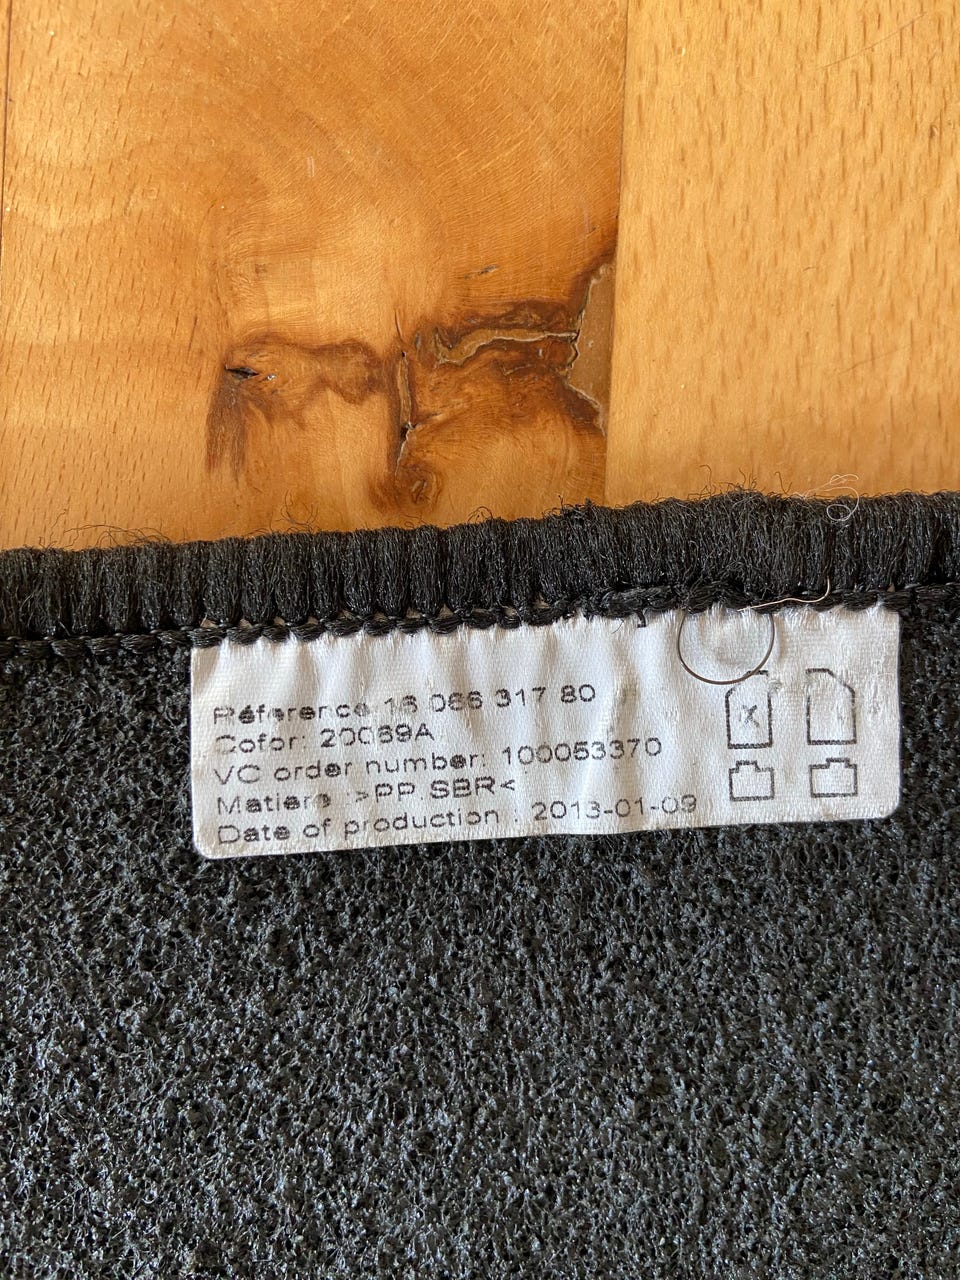 Référence 16 066 317 80
Color: 20069A
VC order number: 100053370
Matiere :>PP.SBR<
Date of production : 2013-01-09
X